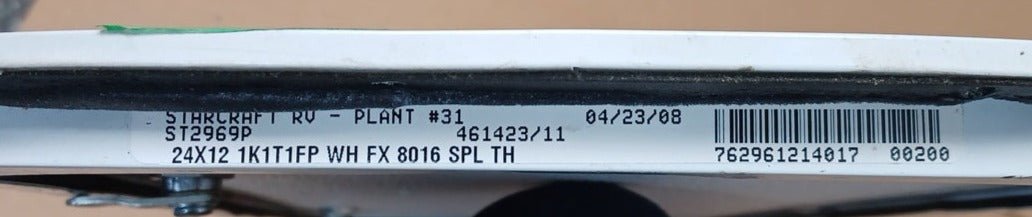 STARCRAFT RV - PLANT #31 04/23/08
ST2969P 461423/11
24X12 1K1T1FP WH FX 8016 SPL TH
762961214017 00200